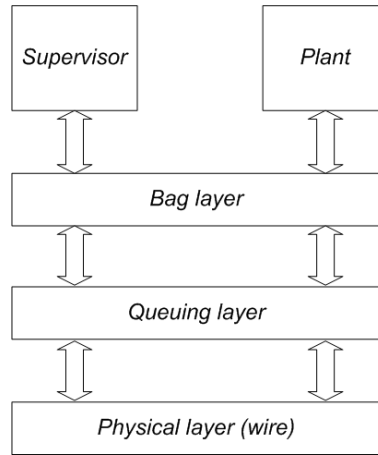 Supervisor
Plant
Bag layer
Queuing layer
Physical layer (wire)